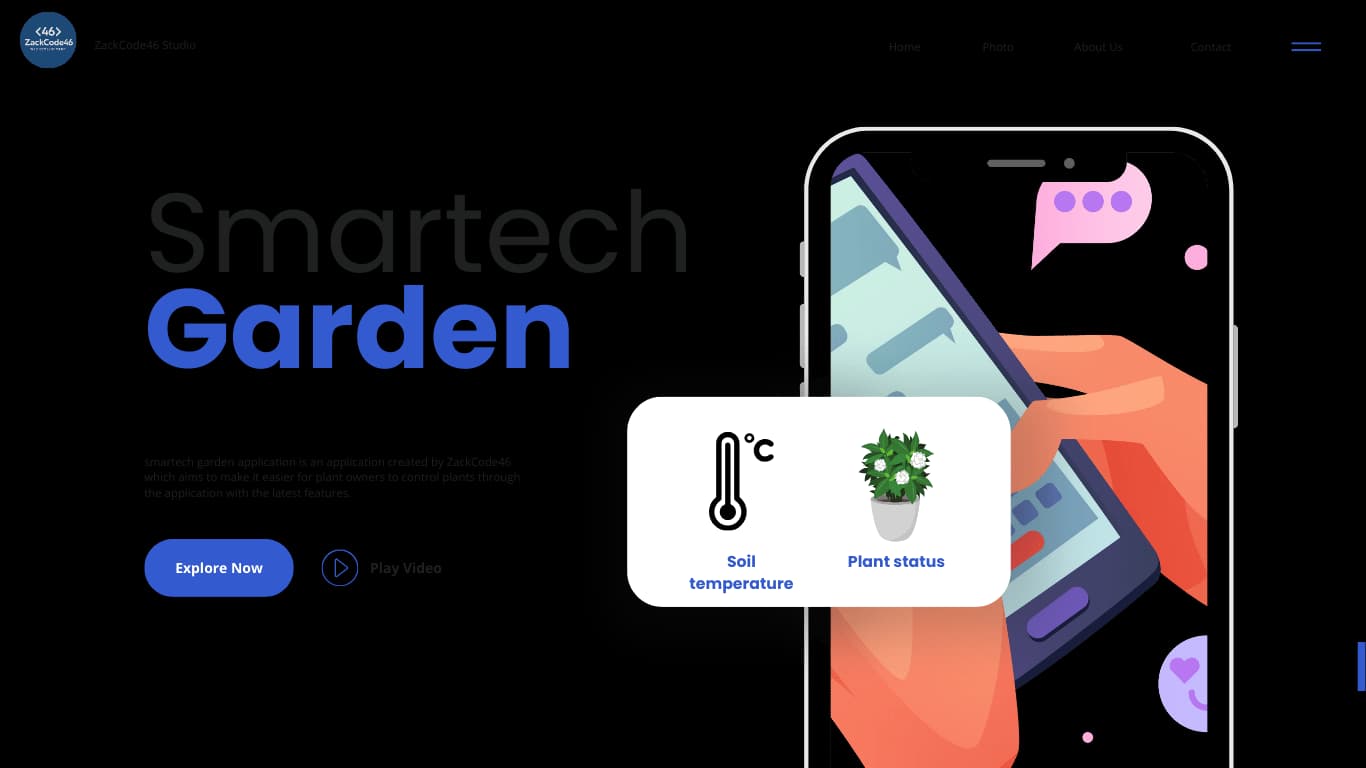 <46>
ZackCode46
ZackCode46 Studio
Home
Photo
About Us
Contact
Smartech
Garden
smartech garden application is an application created by ZackCode46
which aims to make it easier for plant owners to control plants through
the application with the latest features.
Explore Now
Play Video
°C
Soil
temperature
Plant status